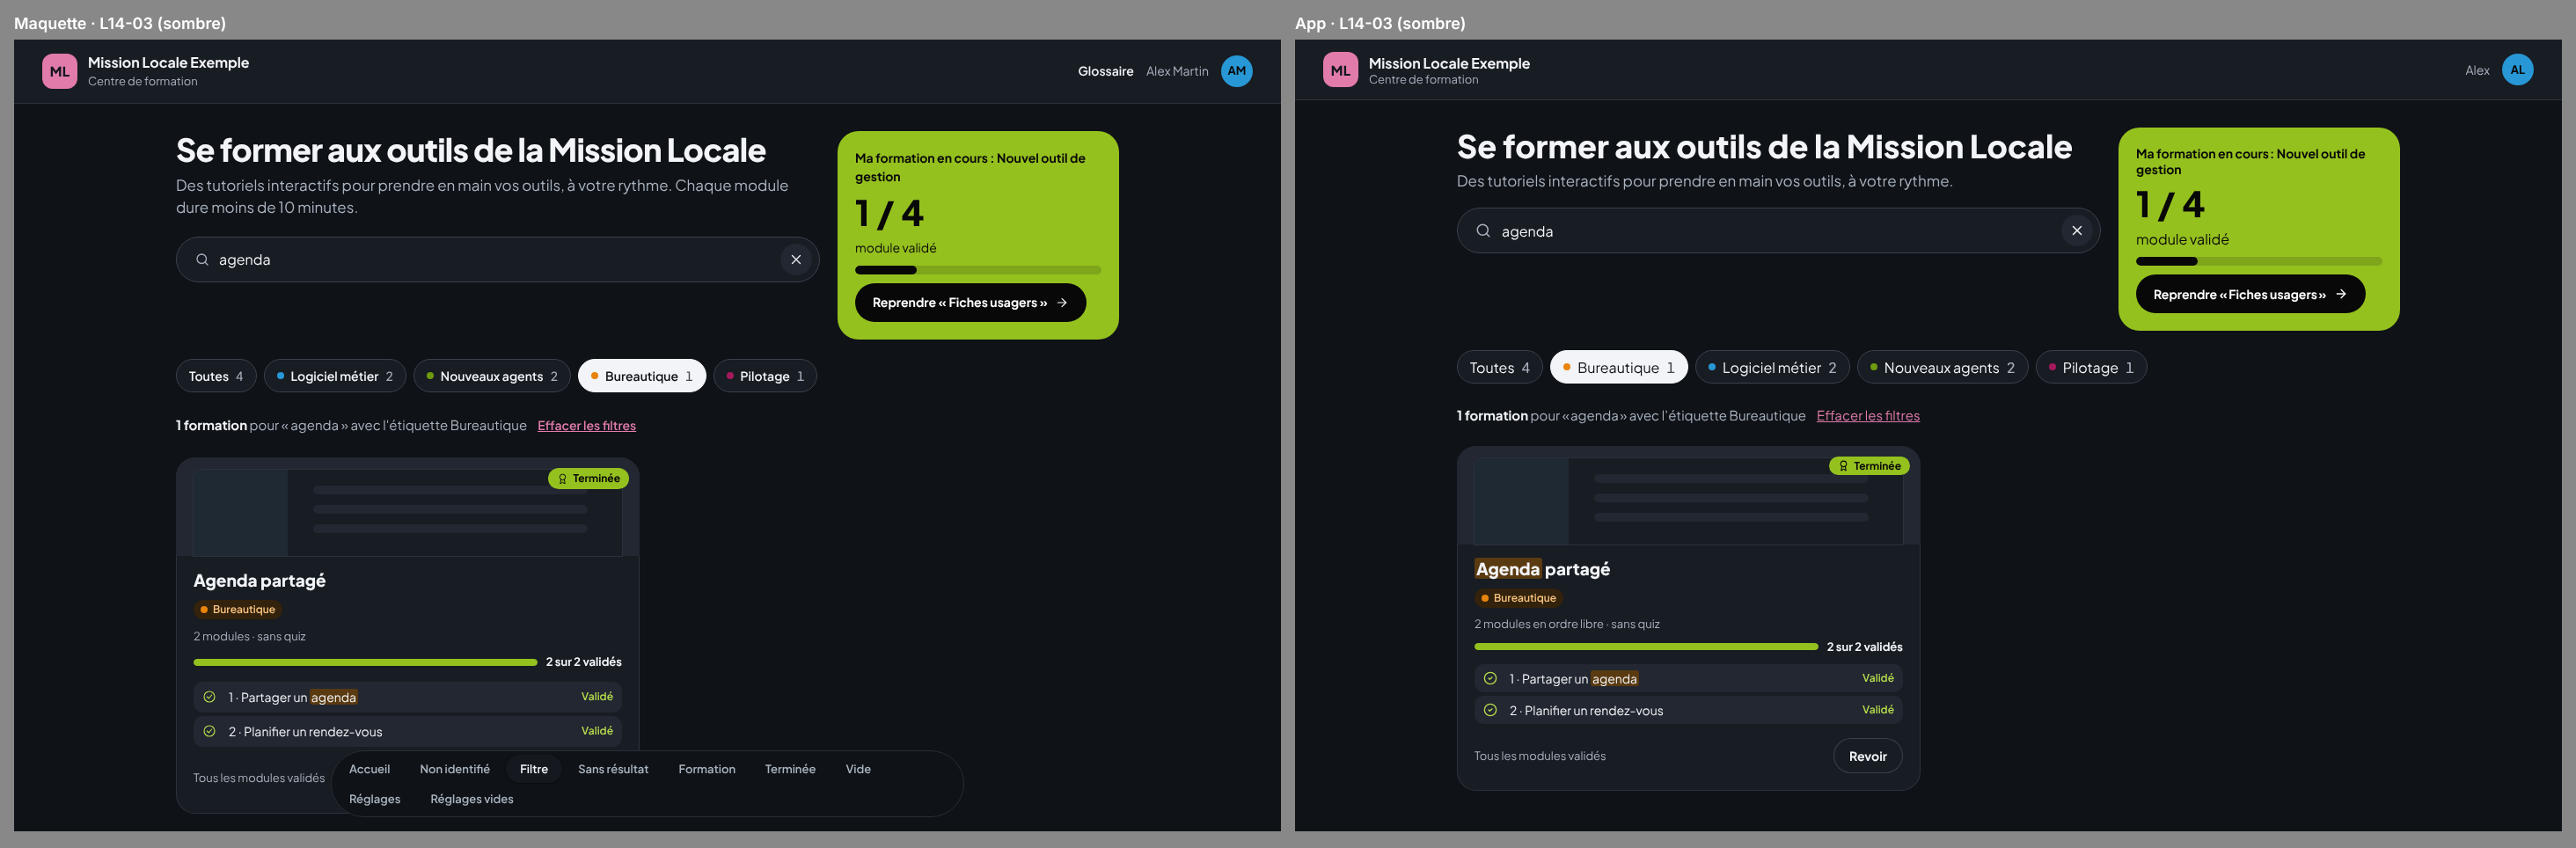 Maquette · L14-03 (sombre)
ML
Mission Locale Exemple
Centre de formation
Glossaire Alex Martin AM
Se former aux outils de la Mission Locale
Des tutoriels interactifs pour prendre en main vos outils, à votre rythme. Chaque module
dure moins de 10 minutes.
agenda
Ma formation en cours : Nouvel outil de
gestion
1 / 4
module validé
Reprendre « Fiches usagers »
Toutes 4 Logiciel métier 2 Nouveaux agents 2 Bureautique 1 Pilotage 1
1 formation pour « agenda » avec l'étiquette Bureautique Effacer les filtres
Terminée
Agenda partagé
Bureautique
2 modules · sans quiz
2 sur 2 validés
1 · Partager un agenda Validé
2 · Planifier un rendez-vous Validé
Tous les modules validés
Accueil Non identifié Filtre Sans résultat Formation Terminée Vide
Réglages Réglages vides
App · L14-03 (sombre)
ML
Mission Locale Exemple
Centre de formation
Alex AL
Se former aux outils de la Mission Locale
Des tutoriels interactifs pour prendre en main vos outils, à votre rythme.
agenda
Ma formation en cours : Nouvel outil de
gestion
1 / 4
module validé
Reprendre « Fiches usagers »
Toutes 4 Bureautique 1 Logiciel métier 2 Nouveaux agents 2 Pilotage 1
1 formation pour « agenda » avec l'étiquette Bureautique Effacer les filtres
Terminée
Agenda partagé
Bureautique
2 modules en ordre libre · sans quiz
2 sur 2 validés
1 · Partager un agenda Validé
2 · Planifier un rendez-vous Validé
Tous les modules validés Revoir